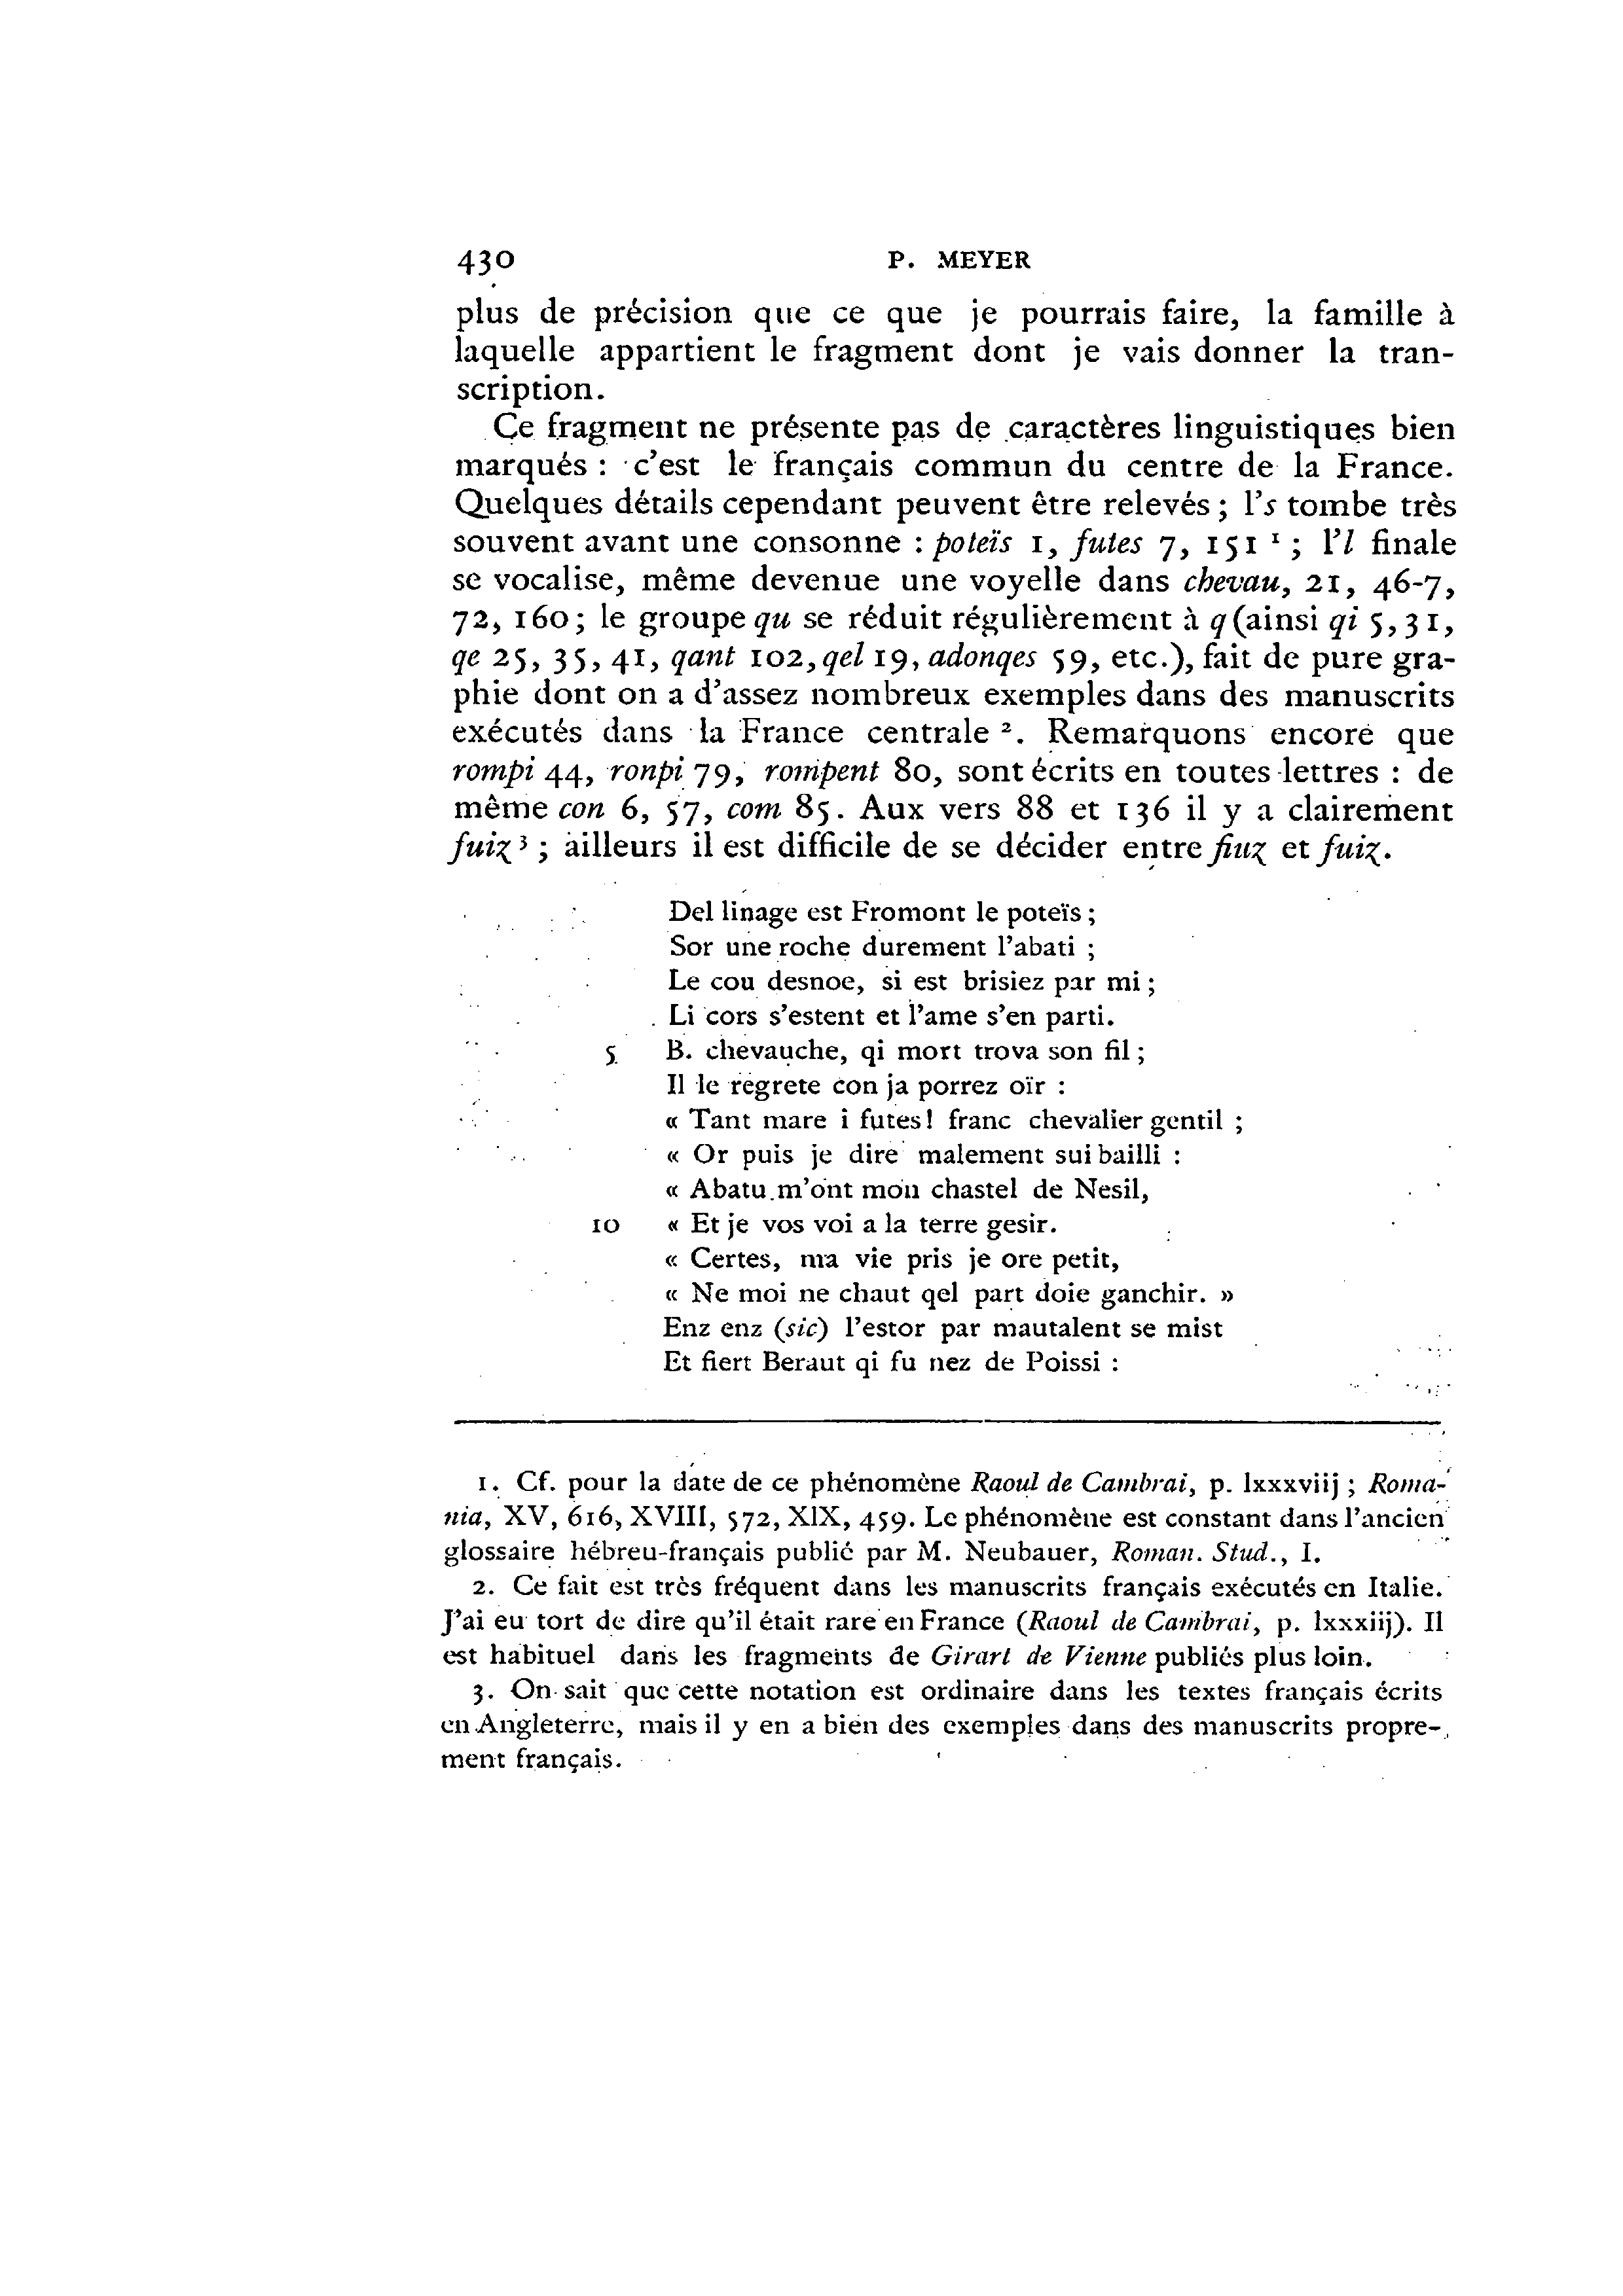 430 P. MEYER
plus de précision que ce que je pourrais faire, la famille à
laquelle appartient le fragment dont je vais donner la tran-
scription.
Ce fragment ne présente pas de caractères linguistiques bien
marqués : c'est le français commun du centre de la France.
Quelques détails cependant peuvent être relevés ; l's tombe très
souvent avant une consonne : poteïs 1, futes 7, 151 ¹ ; l'l finale
se vocalise, même devenue une voyelle dans chevau, 21, 46-7,
72, 160 ; le groupe qu se réduit régulièrement à q (ainsi qi 5, 31,
qe 25, 35, 41, qant 102, qel 19, adonqes 59, etc.), fait de pure gra-
phie dont on a d'assez nombreux exemples dans des manuscrits
exécutés dans la France centrale ². Remarquons encore que
rompi 44, ronpi 79, rompent 80, sont écrits en toutes lettres : de
même con 6, 57, com 85. Aux vers 88 et 136 il y a clairement
fuiz ³ ; ailleurs il est difficile de se décider entre fiuz et fuiz.
Del linage est Fromont le poteïs ;
Sor une roche durement l'abati ;
Le cou desnoe, si est brisiez par mi ;
Li cors s'estent et l'ame s'en parti.
5 B. chevauche, qi mort trova son fil ;
Il le regrete con ja porrez oïr :
« Tant mare i futes! franc chevalier gentil ;
« Or puis je dire malement sui bailli :
« Abatu m'ont mon chastel de Nesil,
10 « Et je vos voi a la terre gesir.
« Certes, ma vie pris je ore petit,
« Ne moi ne chaut qel part doie ganchir. »
Enz enz (sic) l'estor par mautalent se mist
Et fiert Beraut qi fu nez de Poissi :
1. Cf. pour la date de ce phénomène Raoul de Cambrai, p. lxxxviij ; Roma-
nia, XV, 616, XVIII, 572, XIX, 459. Le phénomène est constant dans l'ancien
glossaire hébreu-français publié par M. Neubauer, Roman. Stud., I.
2. Ce fait est très fréquent dans les manuscrits français exécutés en Italie.
J'ai eu tort de dire qu'il était rare en France (Raoul de Cambrai, p. lxxxiij). Il
est habituel dans les fragments de Girart de Vienne publiés plus loin.
3. On sait que cette notation est ordinaire dans les textes français écrits
en Angleterre, mais il y en a bien des exemples dans des manuscrits propre-
ment français.